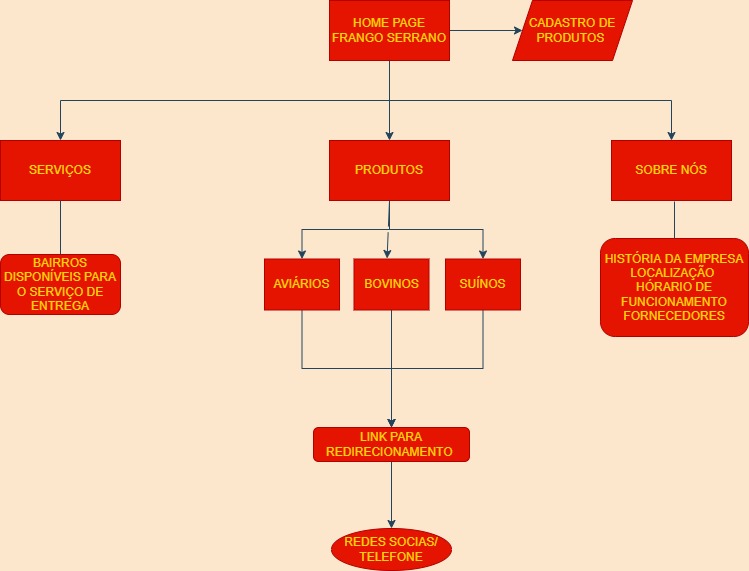 HOME PAGE
FRANGO SERRANO
CADASTRO DE
PRODUTOS
SERVIÇOS
PRODUTOS
SOBRE NÓS
BAIRROS
DISPONÍVEIS PARA
O SERVIÇO DE
ENTREGA
AVIÁRIOS
BOVINOS
SUÍNOS
HISTÓRIA DA EMPRESA
LOCALIZAÇÃO
HÓRARIO DE
FUNCIONAMENTO
FORNECEDORES
LINK PARA
REDIRECIONAMENTO
REDES SOCIAS/
TELEFONE